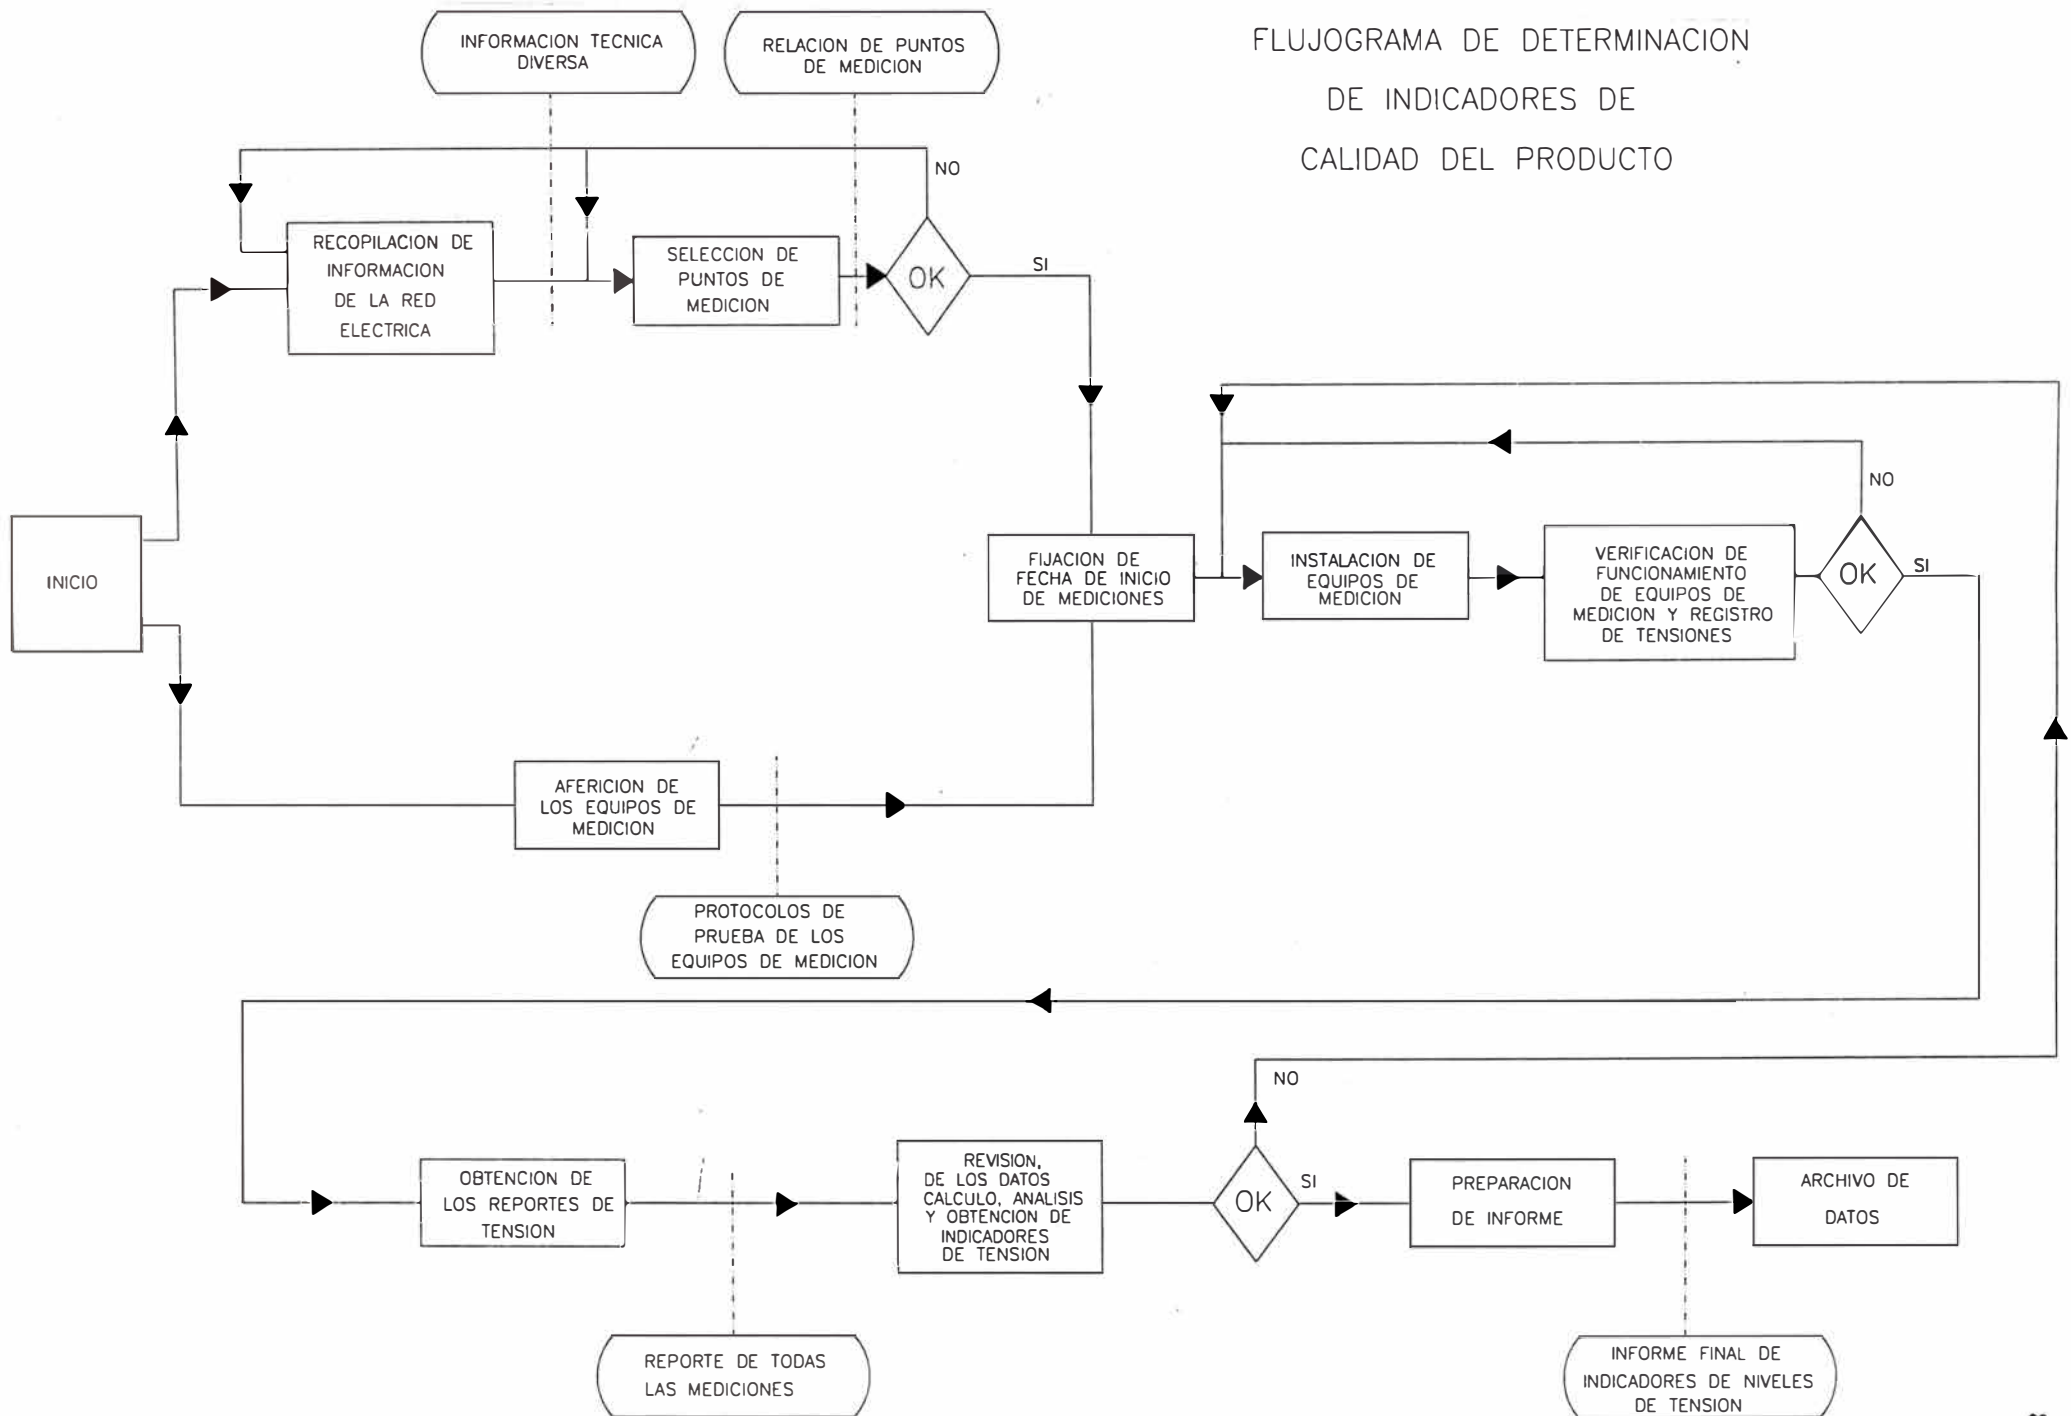 FLUJOGRAMA DE DETERMINACION
DE INDICADORES DE
CALIDAD DEL PRODUCTO
INFORMACION TECNICA
DIVERSA
RELACION DE PUNTOS
DE MEDICION
NO
RECOPILACION DE
INFORMACION
DE LA RED
ELECTRICA
SELECCION DE
PUNTOS DE
MEDICION
OK
SI
INICIO
FIJACION DE
FECHA DE INICIO
DE MEDICIONES
INSTALACION DE
EQUIPOS DE
MEDICION
VERIFICACION DE
FUNCIONAMIENTO
DE EQUIPOS DE
MEDICION Y REGISTRO
DE TENSIONES
NO
OK
SI
AFERICION DE
LOS EQUIPOS DE
MEDICION
PROTOCOLOS DE
PRUEBA DE LOS
EQUIPOS DE MEDICION
OBTENCION DE
LOS REPORTES DE
TENSION
REVISION,
DE LOS DATOS
CALCULO, ANALISIS
Y OBTENCION DE
INDICADORES
DE TENSION
NO
OK
SI
PREPARACION
DE INFORME
ARCHIVO DE
DATOS
REPORTE DE TODAS
LAS MEDICIONES
INFORME FINAL DE
INDICADORES DE NIVELES
DE TENSION